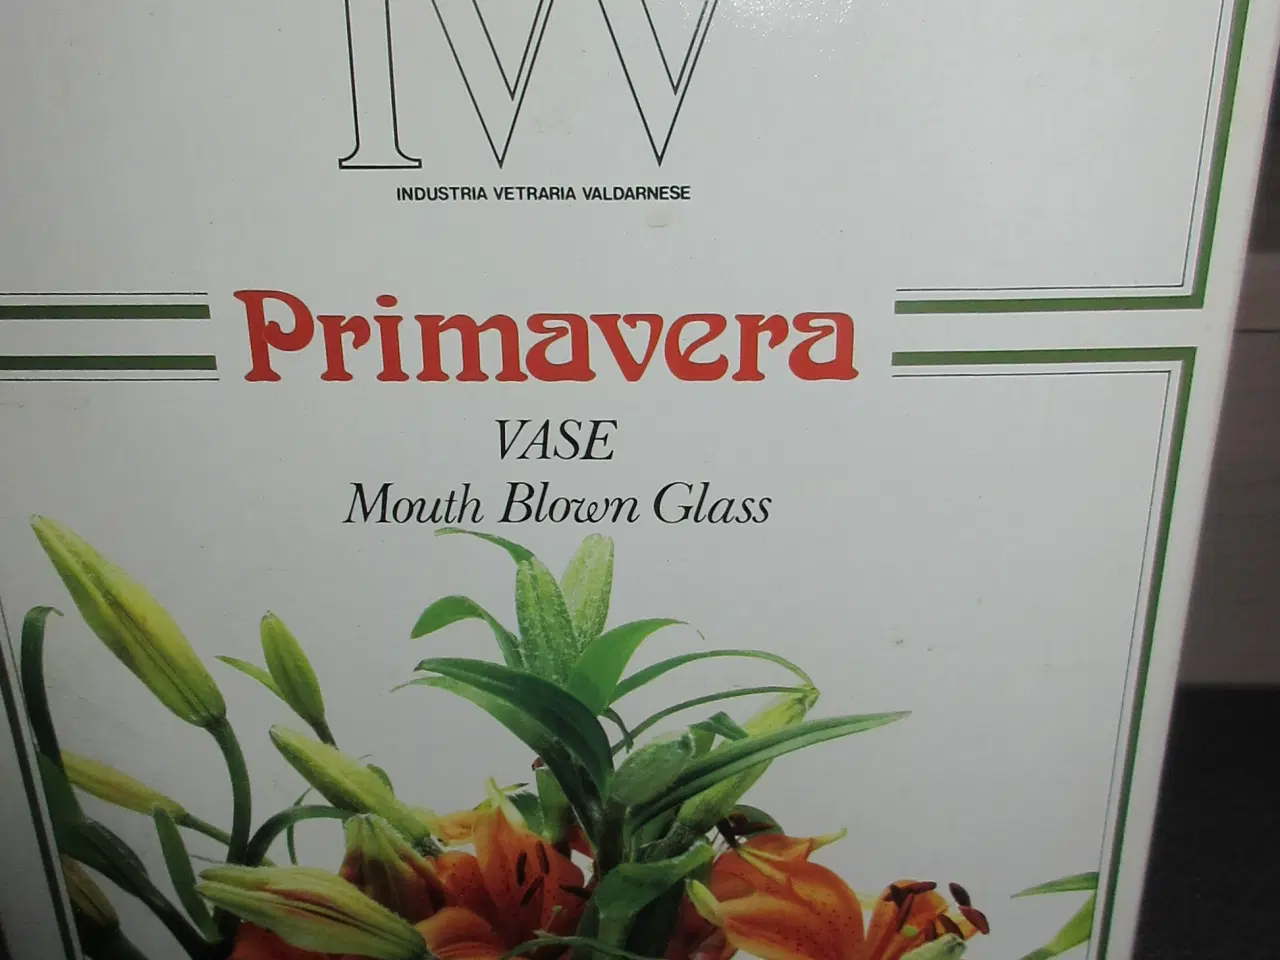 IVV
INDUSTRIA VETRARIA VALDARNESE
Primavera
VASE
Mouth Blown Glass